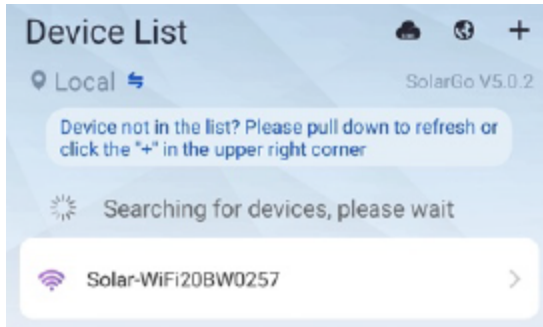 Device List
Local
SolarGo V5.0.2
Device not in the list? Please pull down to refresh or
click the "+" in the upper right corner
Searching for devices, please wait
Solar-WiFi20BW0257